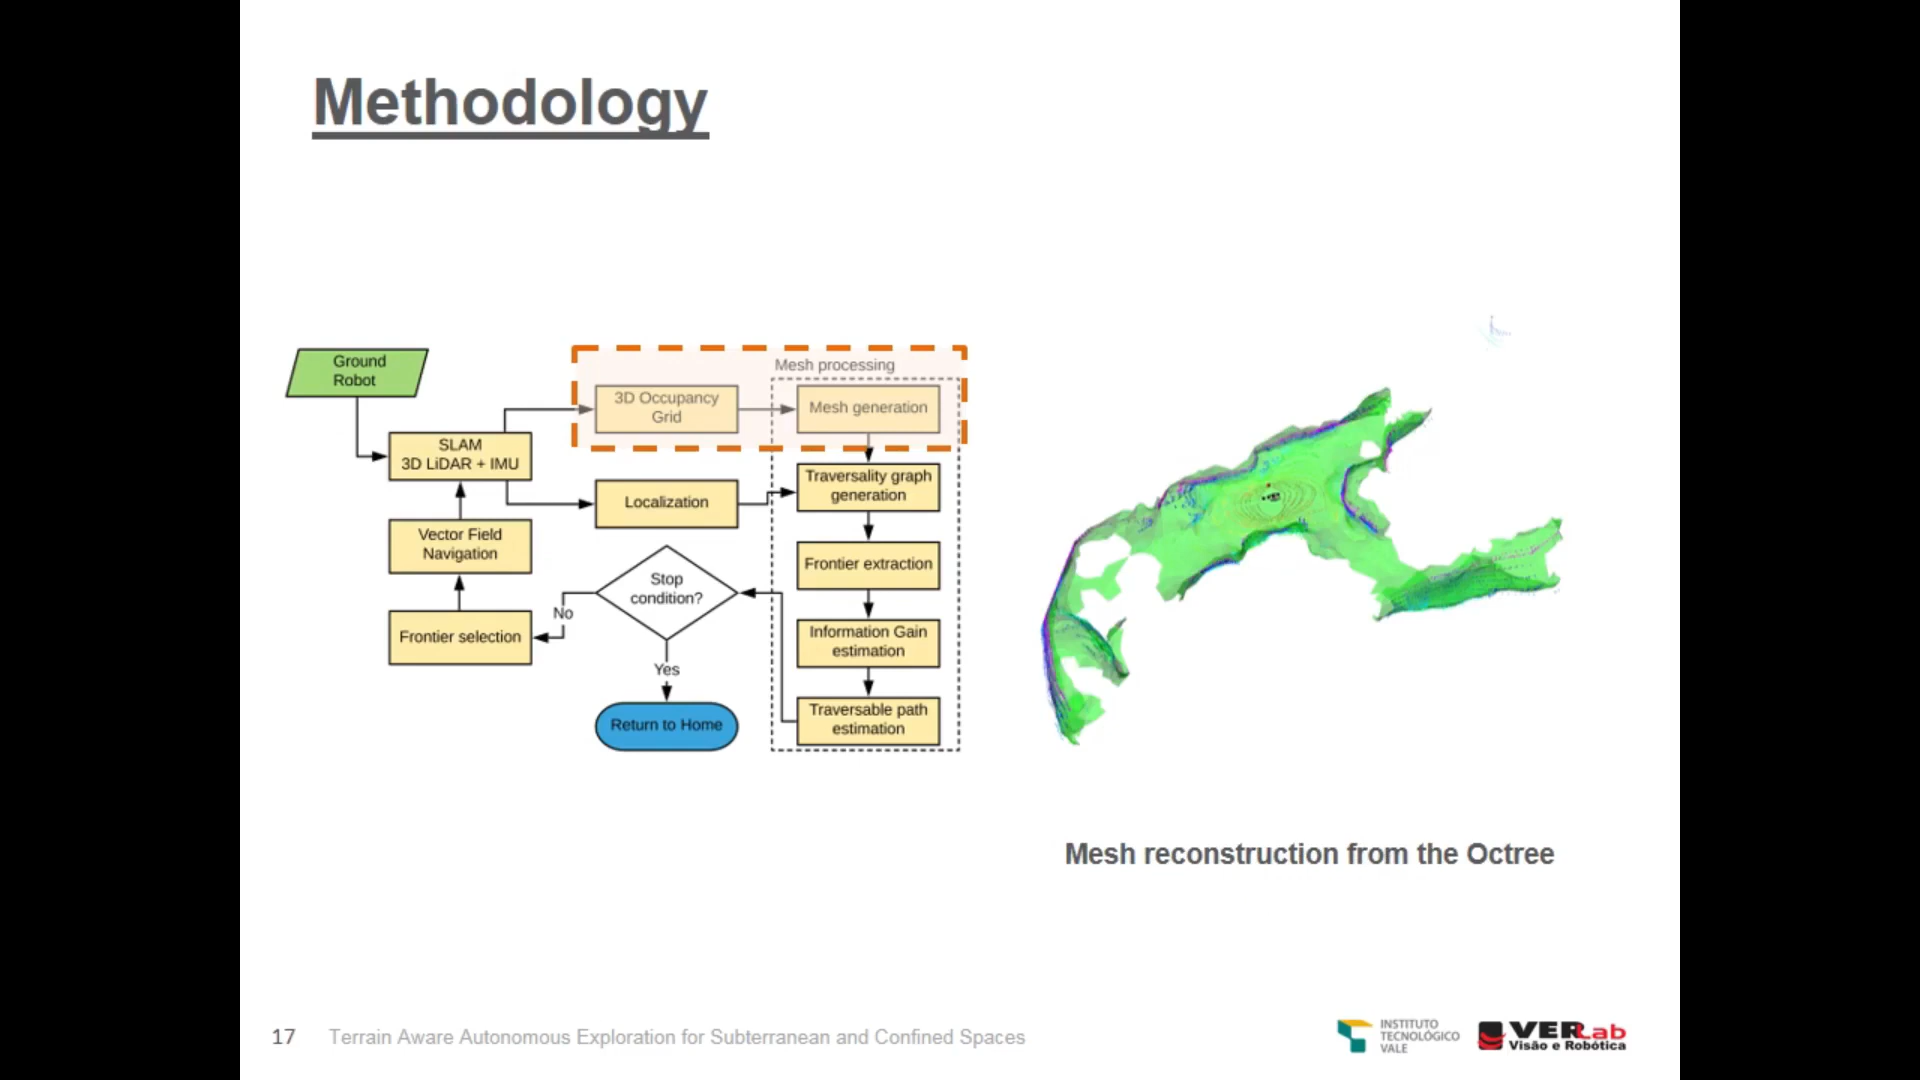 Methodology
Ground
Robot
Mesh processing
3D Occupancy
Grid
Mesh generation
SLAM
3D LiDAR + IMU
Traversality graph
generation
Localization
Vector Field
Navigation
Frontier extraction
Stop
condition?
No
Frontier selection
Information Gain
estimation
Yes
Return to Home
Traversable path
estimation
Mesh reconstruction from the Octree
17 Terrain Aware Autonomous Exploration for Subterranean and Confined Spaces
INSTITUTO
TECNOLÓGICO
VALE
VERLab
Visão e Robótica